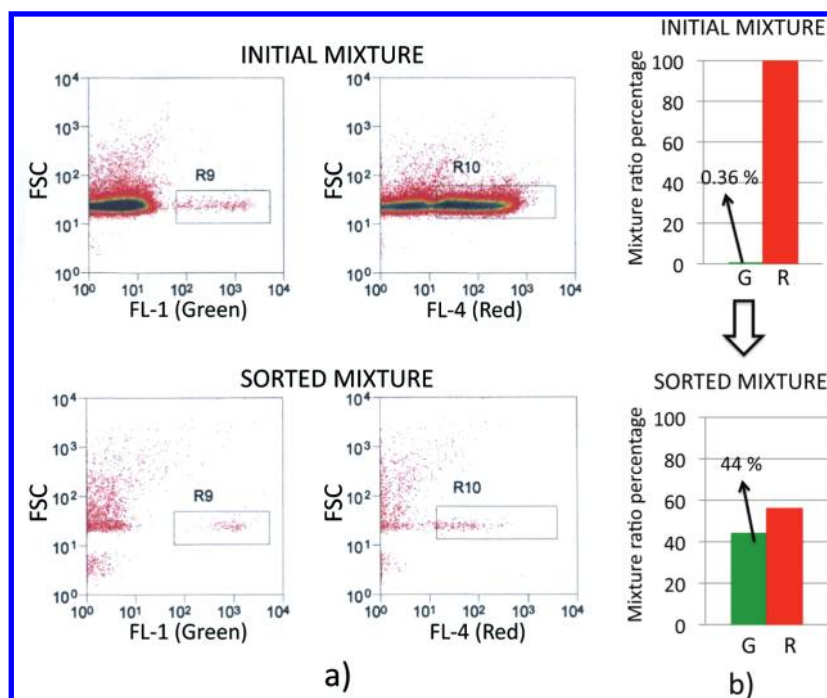 INITIAL MIXTURE
FSC
10⁴
10³
10²
10¹
10⁰
R9
10⁰ 10¹ 10² 10³ 10⁴
FL-1 (Green)
FSC
10⁴
10³
10²
10¹
10⁰
R10
10⁰ 10¹ 10² 10³ 10⁴
FL-4 (Red)
SORTED MIXTURE
FSC
10⁴
10³
10²
10¹
10⁰
R9
10⁰ 10¹ 10² 10³ 10⁴
FL-1 (Green)
FSC
10⁴
10³
10²
10¹
10⁰
R10
10⁰ 10¹ 10² 10³ 10⁴
FL-4 (Red)
a)
INITIAL MIXTURE
Mixture ratio percentage
100
80
60
40
20
0
0.36 %
G R
SORTED MIXTURE
Mixture ratio percentage
100
80
60
40
20
0
44 %
G R
b)